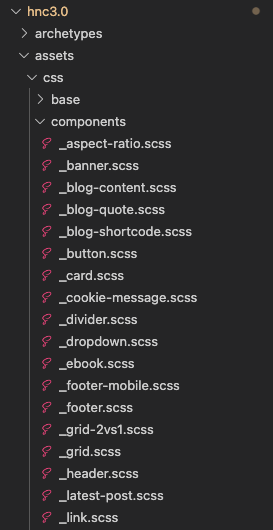 hnc3.0
archetypes
assets
css
base
components
_aspect-ratio.scss
_banner.scss
_blog-content.scss
_blog-quote.scss
_blog-shortcode.scss
_button.scss
_card.scss
_cookie-message.scss
_divider.scss
_dropdown.scss
_ebook.scss
_footer-mobile.scss
_footer.scss
_grid-2vs1.scss
_grid.scss
_header.scss
_latest-post.scss
_link.scss